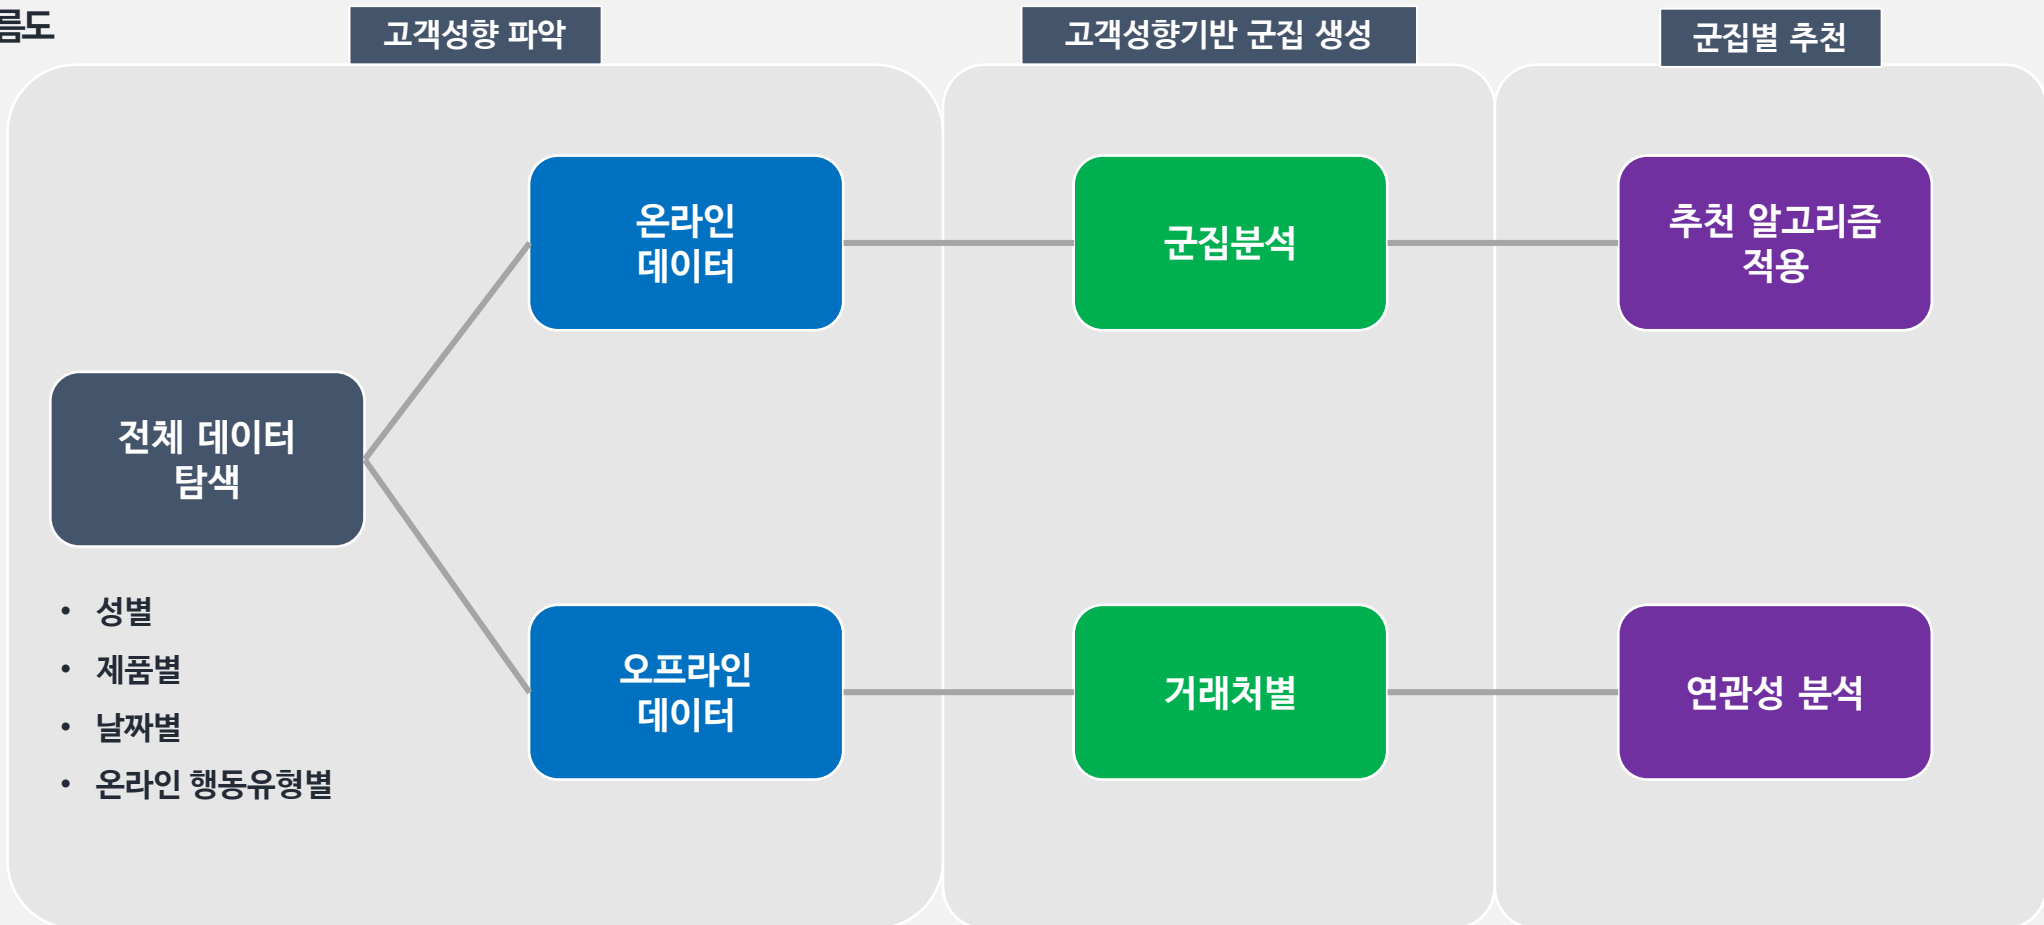 름도
고객성향 파악
고객성향기반 군집 생성
군집별 추천
온라인
데이터
군집분석
추천 알고리즘
적용
전체 데이터
탐색
• 성별
• 제품별
• 날짜별
• 온라인 행동유형별
오프라인
데이터
거래처별
연관성 분석